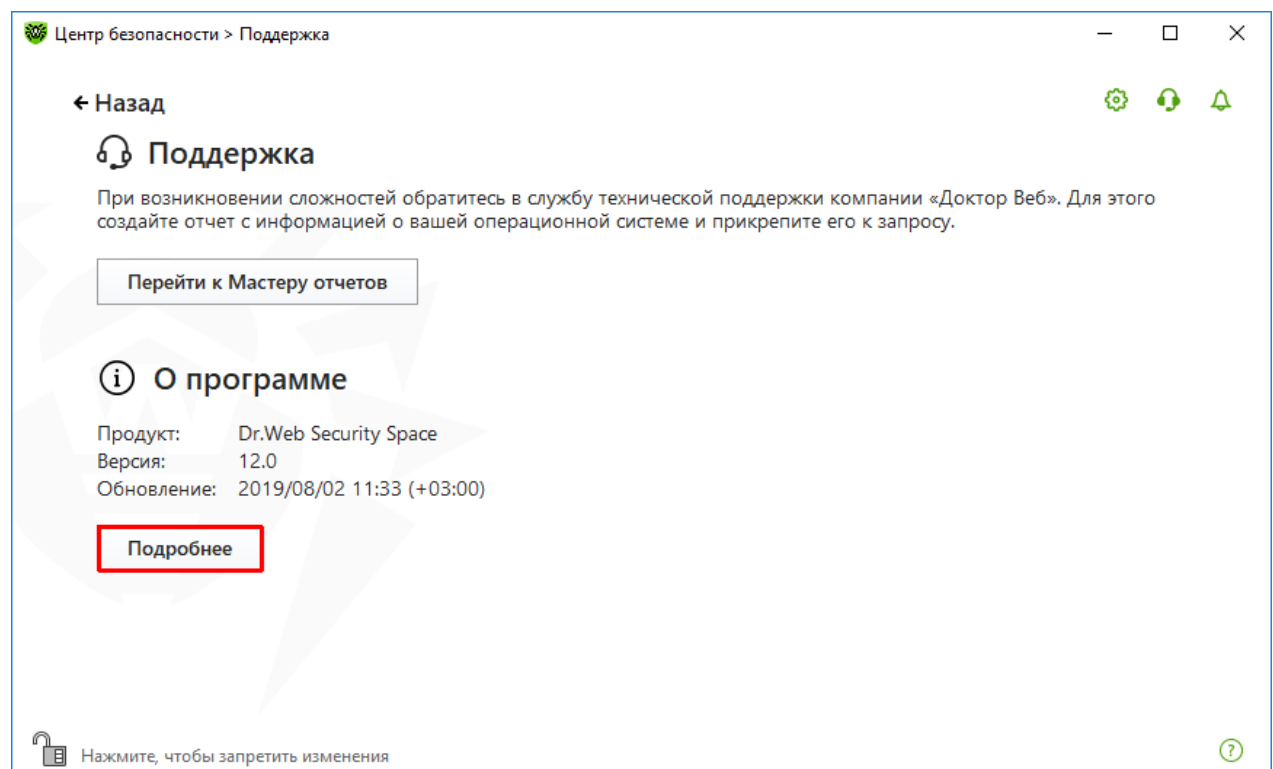 Центр безопасности > Поддержка
Назад
Поддержка
При возникновении сложностей обратитесь в службу технической поддержки компании «Доктор Веб». Для этого
создайте отчет с информацией о вашей операционной системе и прикрепите его к запросу.
Перейти к Мастеру отчетов
О программе
Продукт: Dr.Web Security Space
Версия: 12.0
Обновление: 2019/08/02 11:33 (+03:00)
Подробнее
Нажмите, чтобы запретить изменения